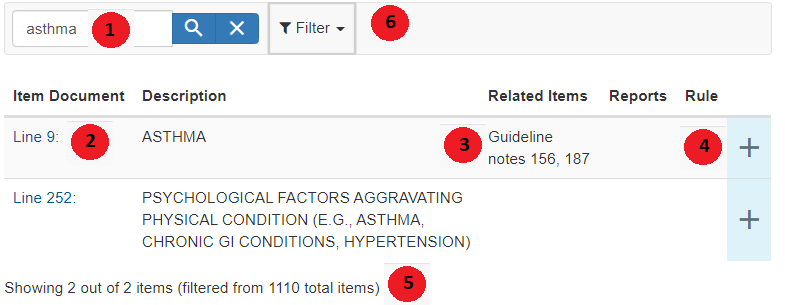 asthma 1 Filter 6
Item Document Description Related Items Reports Rule
Line 9: 2 ASTHMA 3 Guideline 4 +
notes 156, 187
Line 252: PSYCHOLOGICAL FACTORS AGGRAVATING
PHYSICAL CONDITION (E.G., ASTHMA, +
CHRONIC GI CONDITIONS, HYPERTENSION)
Showing 2 out of 2 items (filtered from 1110 total items) 5